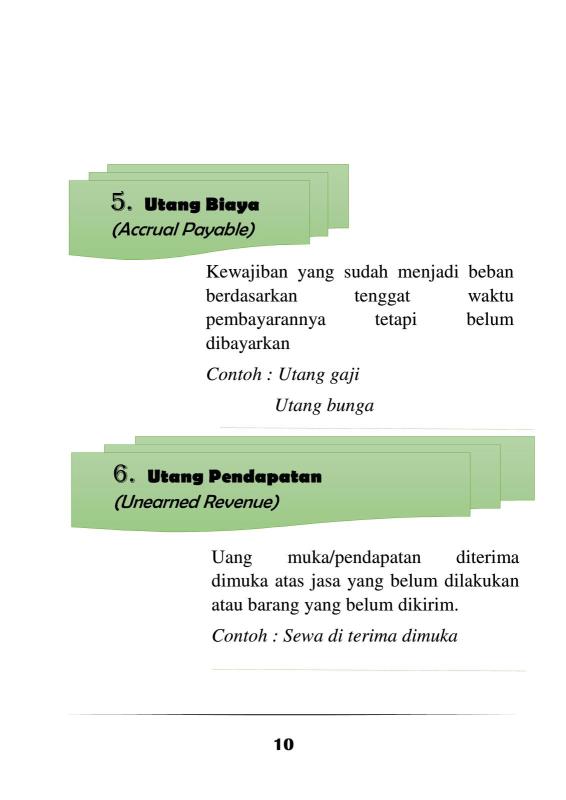 5. Utang Biaya
(Accrual Payable)
Kewajiban yang sudah menjadi beban
berdasarkan tenggat waktu
pembayarannya tetapi belum
dibayarkan
Contoh : Utang gaji
Utang bunga
6. Utang Pendapatan
(Unearned Revenue)
Uang muka/pendapatan diterima
dimuka atas jasa yang belum dilakukan
atau barang yang belum dikirim.
Contoh : Sewa di terima dimuka
10